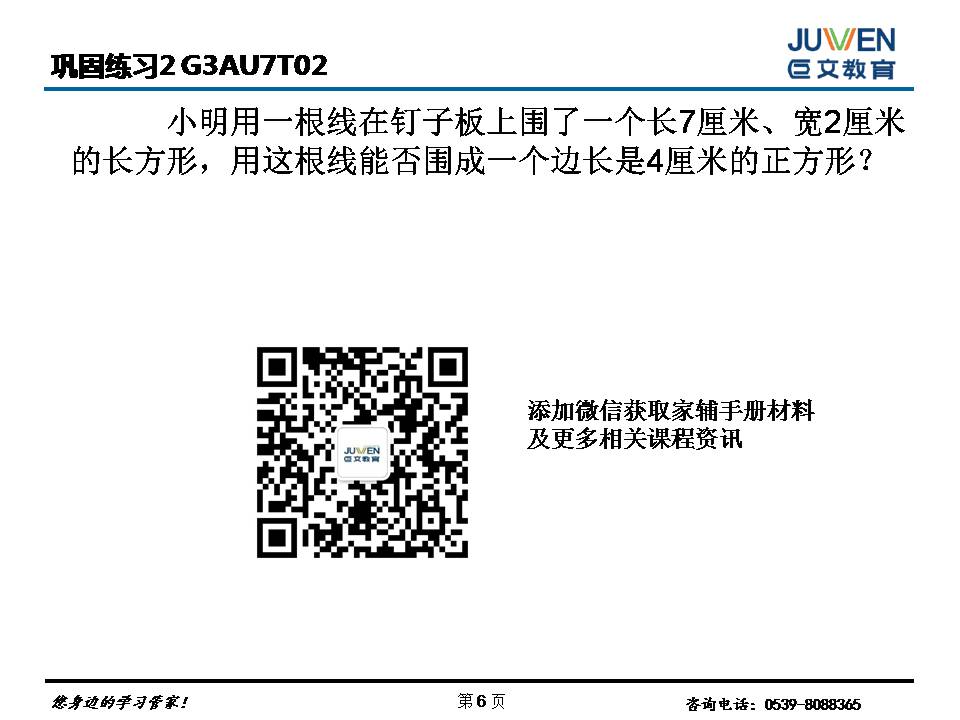 巩固练习2 G3AU7T02
JUWEN
巨文教育
小明用一根线在钉子板上围了一个长7厘米、宽2厘米
的长方形，用这根线能否围成一个边长是4厘米的正方形？
JUWEN
巨文教育
添加微信获取家辅手册材料
及更多相关课程资讯
您身边的学习管家！
第 6 页
咨询电话：0539-8088365